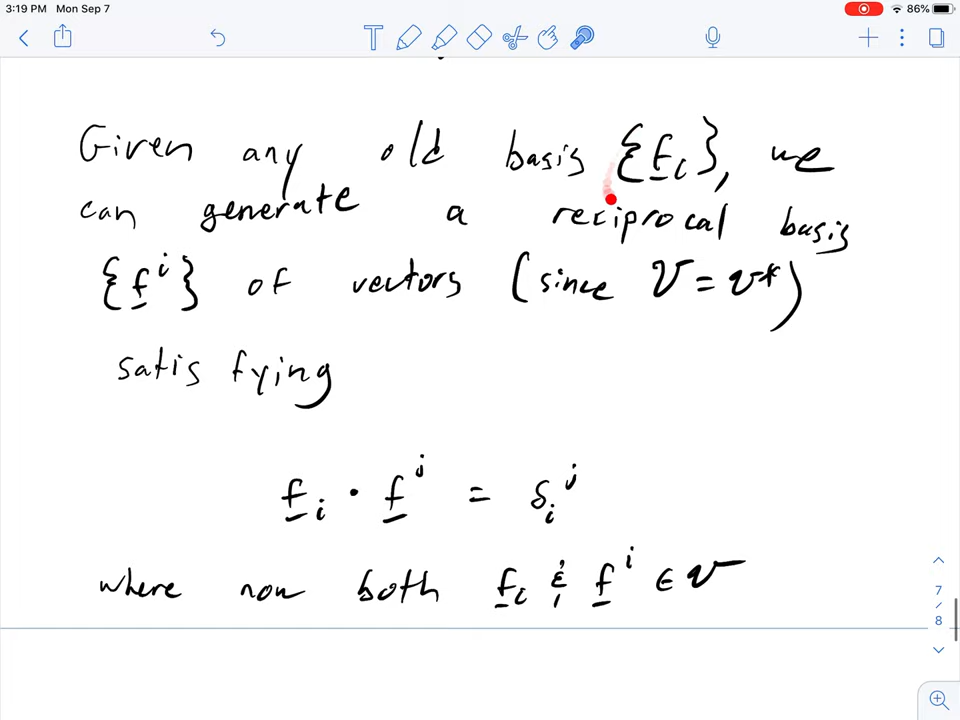 3:19 PM Mon Sep 7
86%
Given any old basis {f_i}, we
can generate a reciprocal basis
{f^i} of vectors (since V = V*)
satisfying
f_i · f^j = δ_i^j
where now both f_i & f^i ∈ V
7
/
8